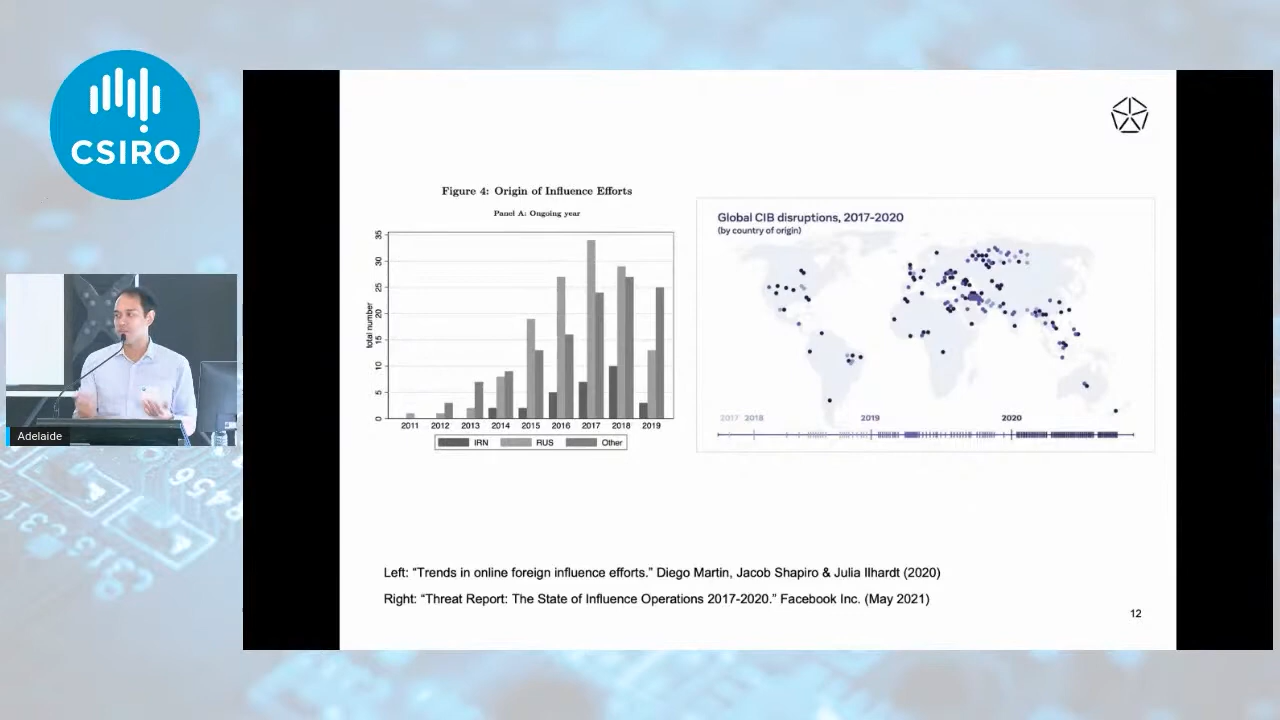 CSIRO
Adelaide
Figure 4: Origin of Influence Efforts
Panel A: Ongoing year
total number
35
30
25
20
15
10
5
0
2011 2012 2013 2014 2015 2016 2017 2018 2019
IRN RUS Other
Global CIB disruptions, 2017-2020
(by country of origin)
2017 2018 2019 2020
Left: “Trends in online foreign influence efforts.” Diego Martin, Jacob Shapiro & Julia Ilhardt (2020)
Right: “Threat Report: The State of Influence Operations 2017-2020.” Facebook Inc. (May 2021)
12